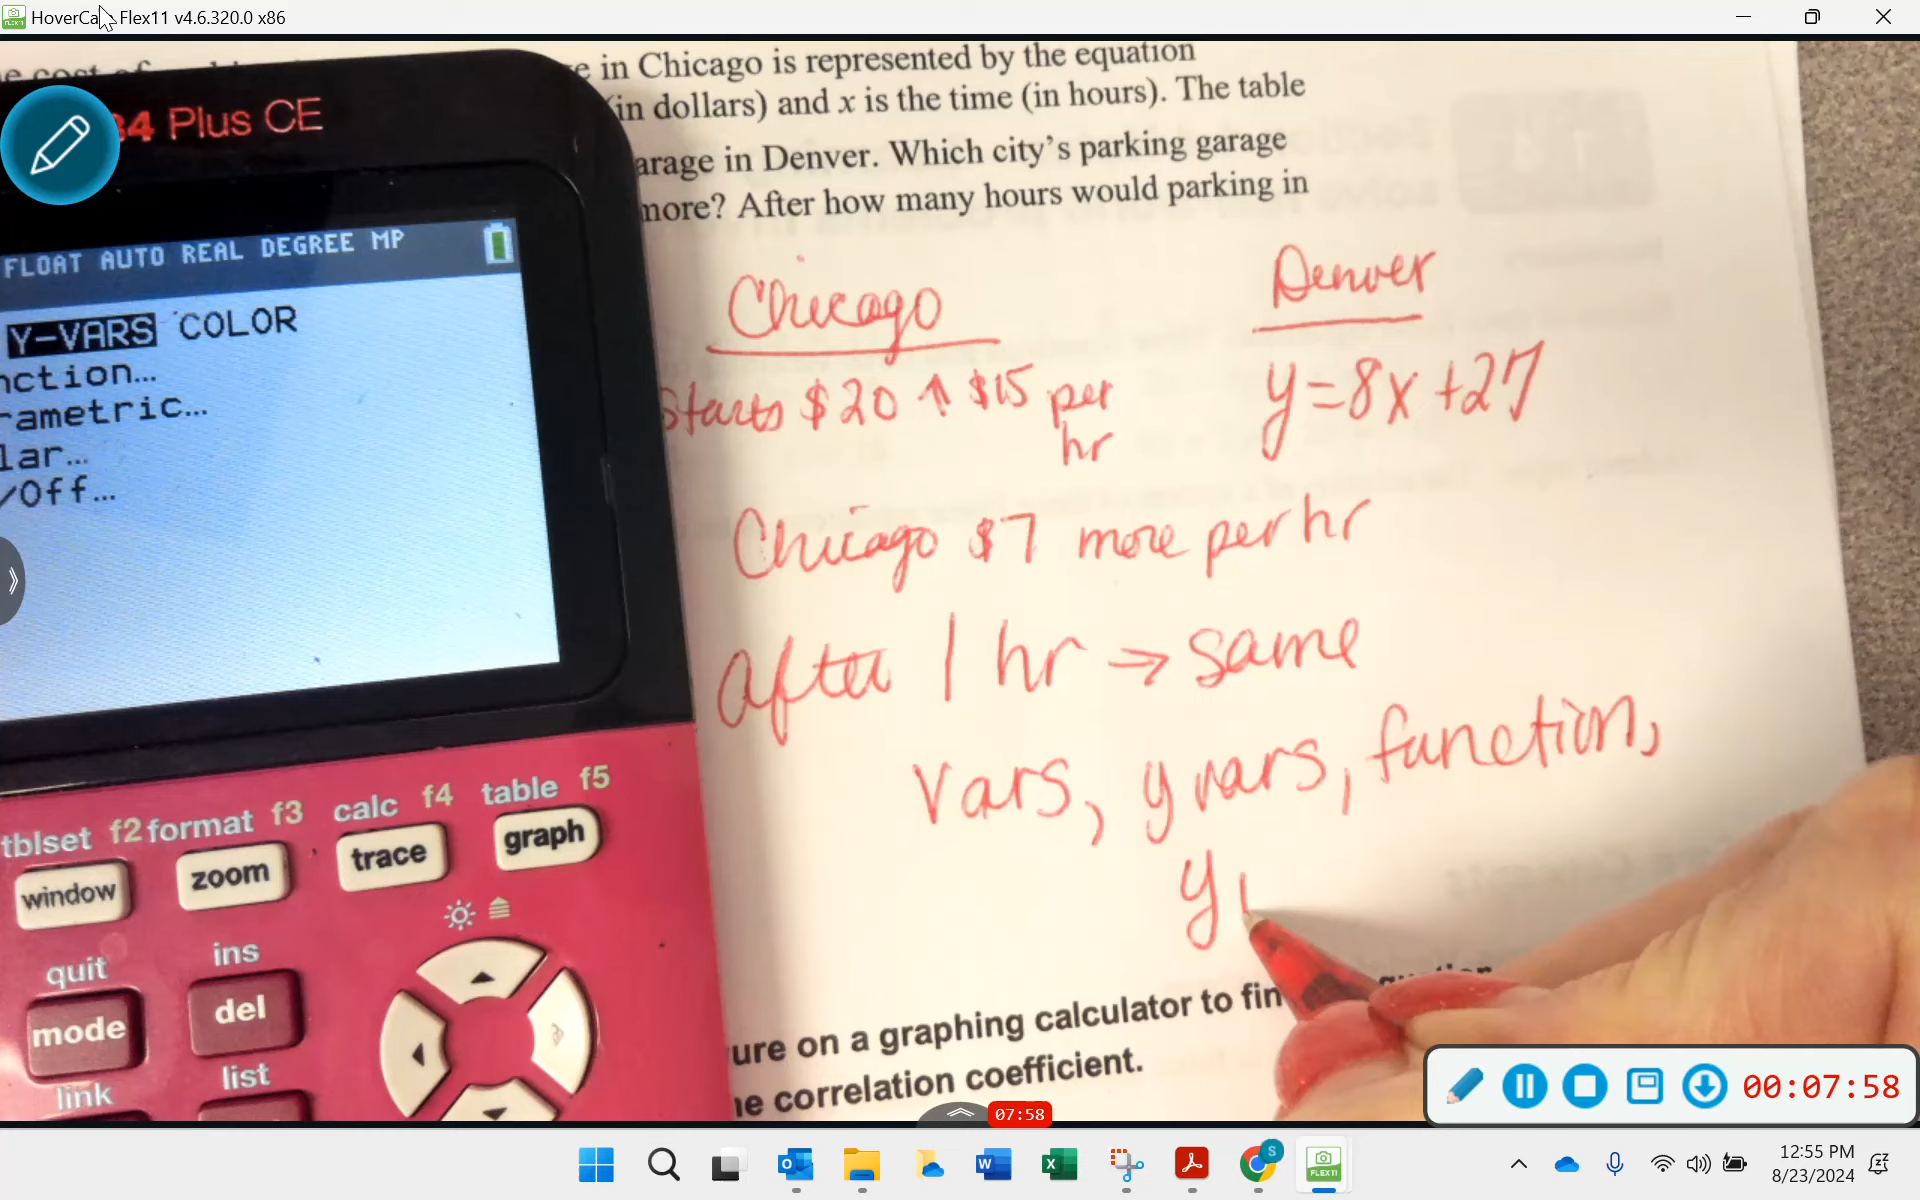 HoverCa Flex11 v4.6.320.0 x86
in Chicago is represented by the equation
(in dollars) and x is the time (in hours). The table
arage in Denver. Which city's parking garage
more? After how many hours would parking in
84 Plus CE
FLOAT AUTO REAL DEGREE MP
Y-VARS COLOR
nction...
rametric...
lar...
/Off...
Chicago
Starts $20 ↑ $15 per
hr
Denver
y=8x+27
Chicago $7 more per hr
After 1 hr → same
Vars, y vars, function,
y1
ure on a graphing calculator to fin
he correlation coefficient.
tblset f2 format f3 calc f4 table f5
window zoom trace graph
quit ins
mode del
link list
FLEX11
00:07:58
07:58
12:55 PM
8/23/2024